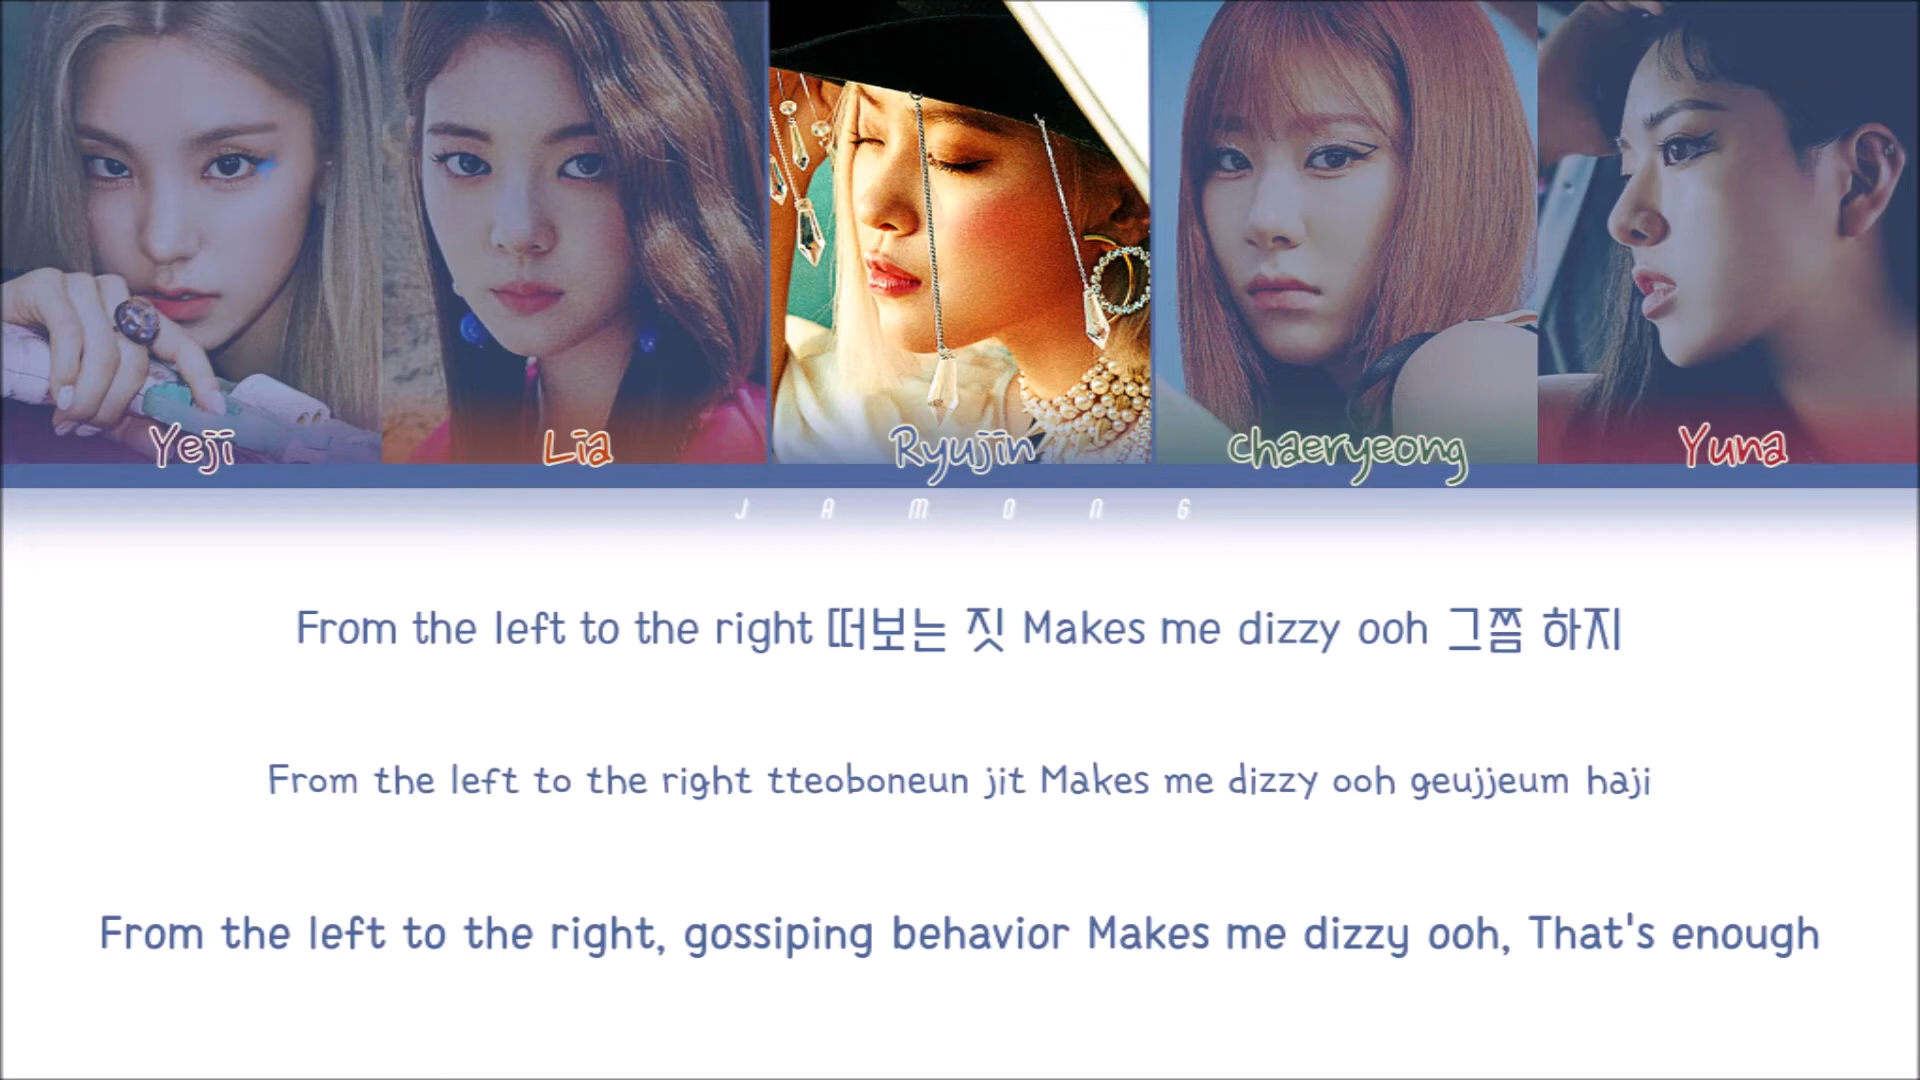 Yeji Lia Ryujin chaeryeong Yuna
J A M O N G
From the left to the right 떠보는 짓 Makes me dizzy ooh 그쯤 하지
From the left to the right tteoboneun jit Makes me dizzy ooh geujjeum haji
From the left to the right, gossiping behavior Makes me dizzy ooh, That's enough